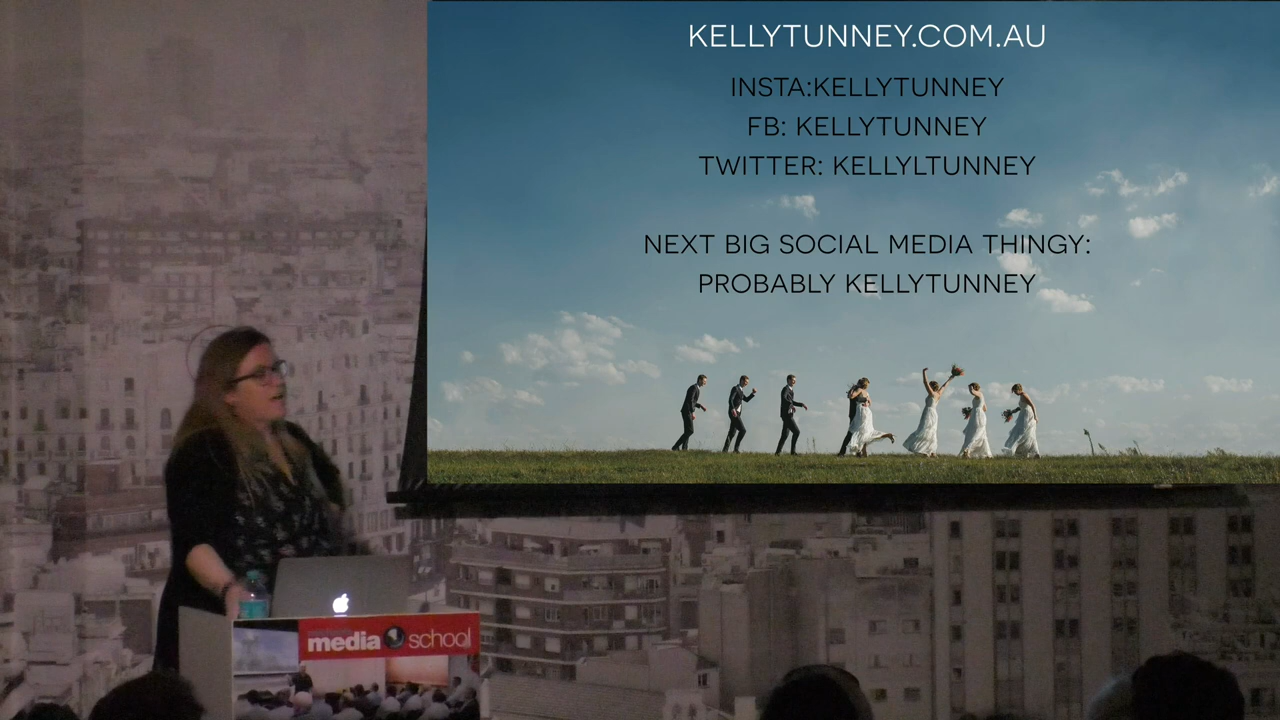 KELLYTUNNEY.COM.AU
INSTA:KELLYTUNNEY
FB: KELLYTUNNEY
TWITTER: KELLYLTUNNEY
NEXT BIG SOCIAL MEDIA THINGY:
PROBABLY KELLYTUNNEY
media school